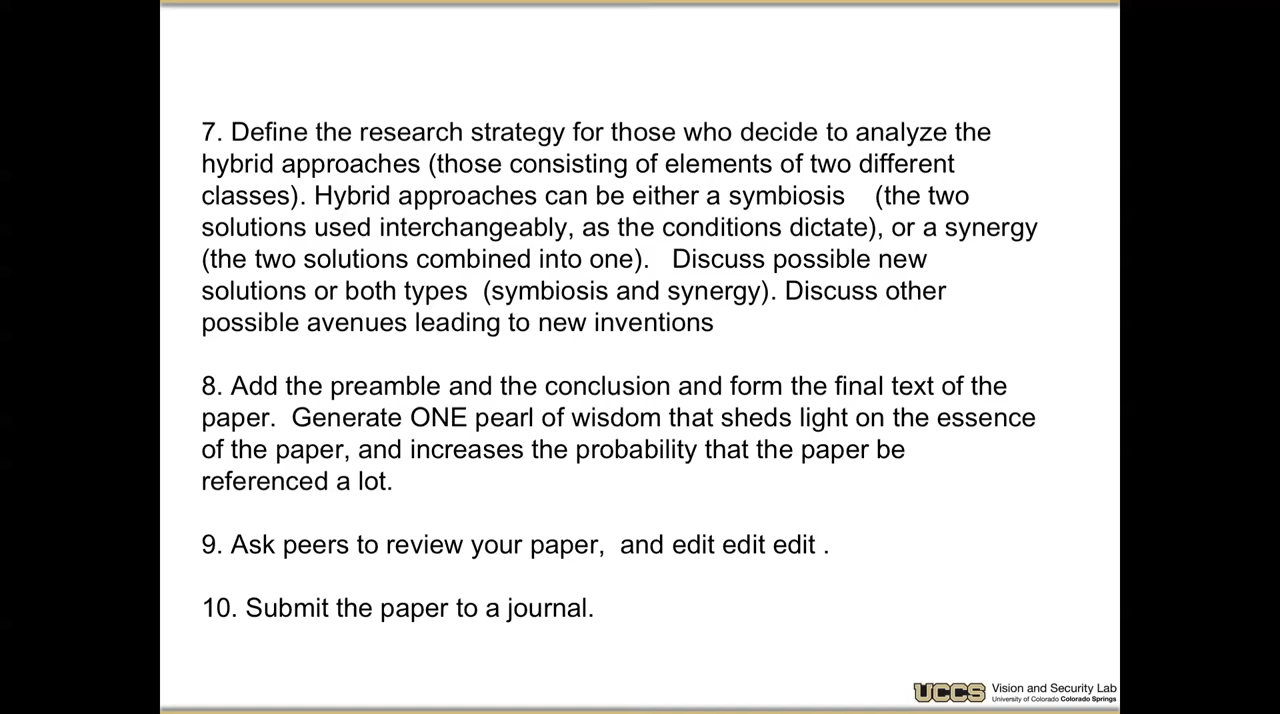 7. Define the research strategy for those who decide to analyze the
hybrid approaches (those consisting of elements of two different
classes). Hybrid approaches can be either a symbiosis    (the two
solutions used interchangeably, as the conditions dictate), or a synergy
(the two solutions combined into one).   Discuss possible new
solutions or both types  (symbiosis and synergy). Discuss other
possible avenues leading to new inventions
8. Add the preamble and the conclusion and form the final text of the
paper.  Generate ONE pearl of wisdom that sheds light on the essence
of the paper, and increases the probability that the paper be
referenced a lot.
9. Ask peers to review your paper,  and edit edit edit .
10. Submit the paper to a journal.
UCCS Vision and Security Lab
University of Colorado Colorado Springs